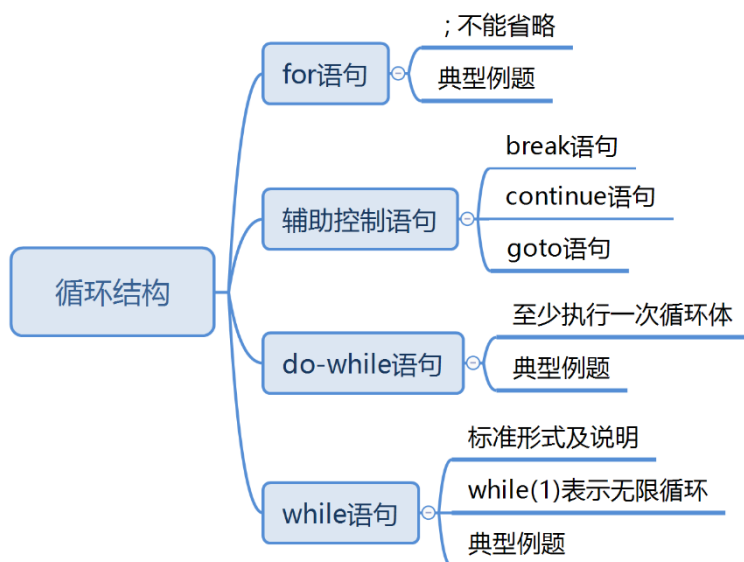 循环结构
for语句
; 不能省略
典型例题
辅助控制语句
break语句
continue语句
goto语句
do-while语句
至少执行一次循环体
典型例题
while语句
标准形式及说明
while(1)表示无限循环
典型例题